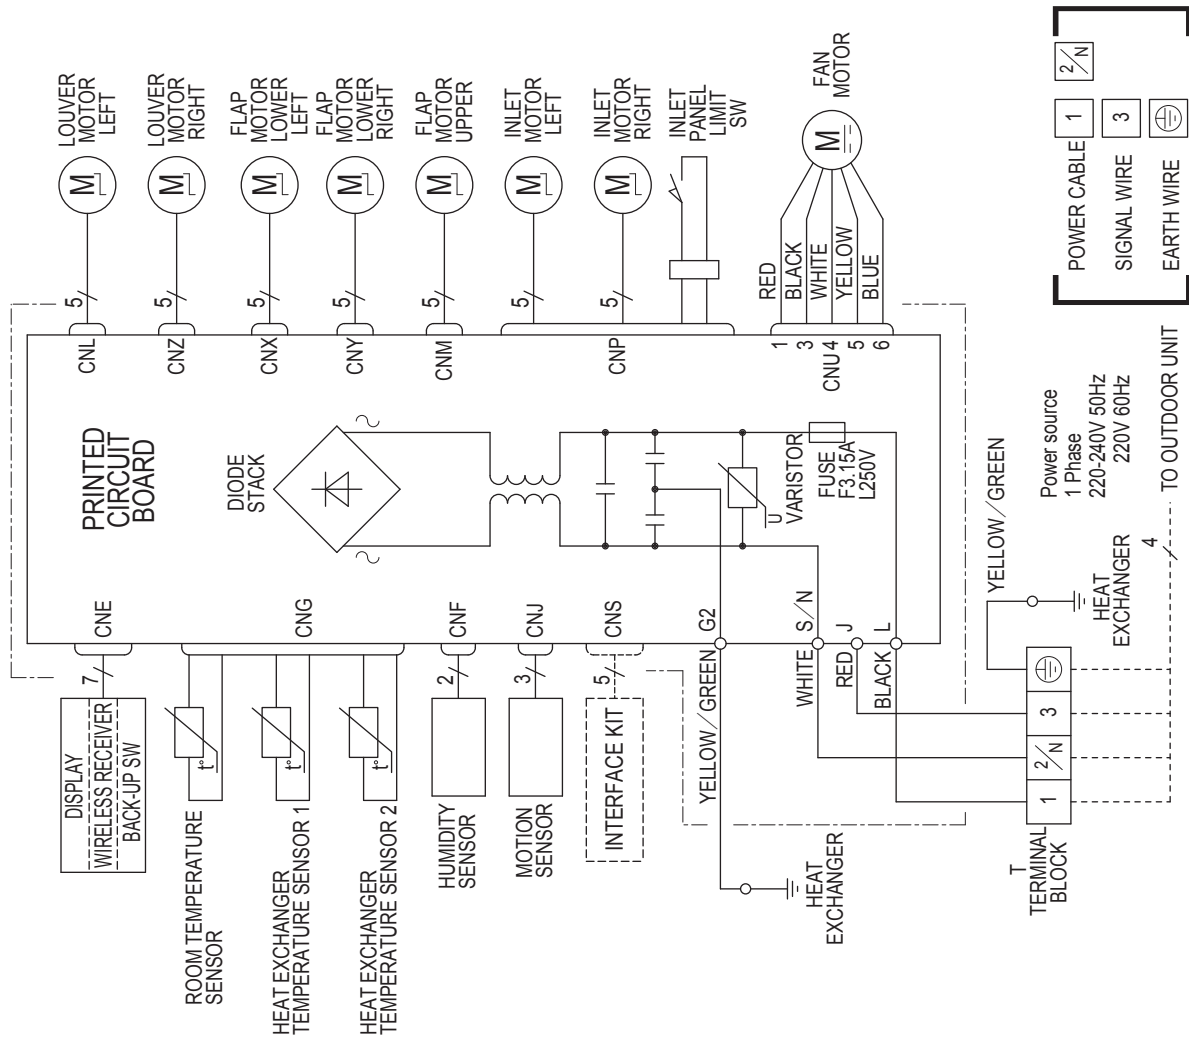 LOUVER
MOTOR
LEFT
LOUVER
MOTOR
RIGHT
FLAP
MOTOR
LOWER
LEFT
FLAP
MOTOR
LOWER
RIGHT
FLAP
MOTOR
UPPER
INLET
MOTOR
LEFT
INLET
MOTOR
RIGHT
INLET
PANEL
LIMIT
SW
FAN
MOTOR
M
M
M
M
M
M
M
M
5
5
5
5
5
5
5
RED
BLACK
WHITE
YELLOW
BLUE
CNL
CNZ
CNX
CNY
CNM
CNP
1
3
CNU 4
5
6
PRINTED
CIRCUIT
BOARD
DIODE
STACK
U
VARISTOR
FUSE
F3.15A
L250V
CNE
CNG
CNF
CNJ
CNS
G2
S/N
J
L
7
2
3
5
YELLOW/GREEN
WHITE
RED
BLACK
DISPLAY
WIRELESS RECEIVER
BACK-UP SW
t°
t°
t°
ROOM TEMPERATURE
SENSOR
HEAT EXCHANGER
TEMPERATURE SENSOR 1
HEAT EXCHANGER
TEMPERATURE SENSOR 2
HUMIDITY
SENSOR
MOTION
SENSOR
INTERFACE KIT
HEAT
EXCHANGER
T
TERMINAL
BLOCK
1
2/N
3
YELLOW/GREEN
HEAT
EXCHANGER
4
TO OUTDOOR UNIT
Power source
1 Phase
220-240V 50Hz
220V 60Hz
POWER CABLE 1 2/N
SIGNAL WIRE 3
EARTH WIRE